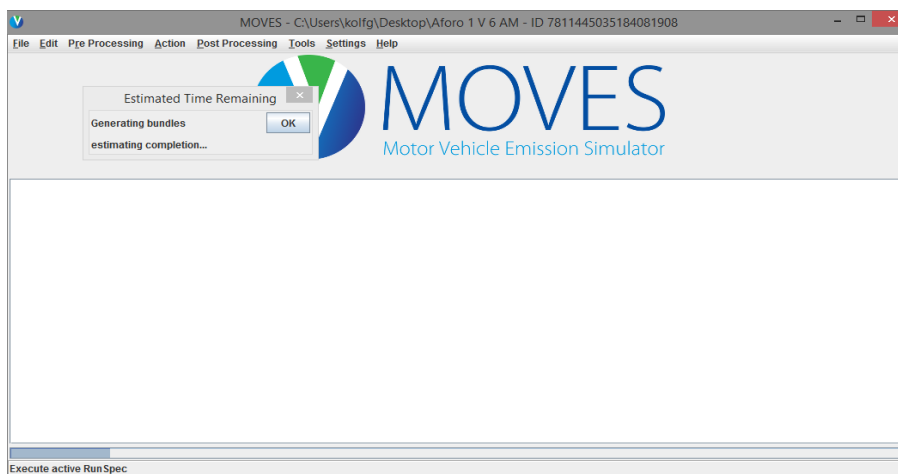 MOVES - C:\Users\kolfg\Desktop\Aforo 1 V 6 AM - ID 7811445035184081908
File Edit Pre Processing Action Post Processing Tools Settings Help
MOVES
Motor Vehicle Emission Simulator
Estimated Time Remaining
Generating bundles
OK
estimating completion...
Execute active RunSpec